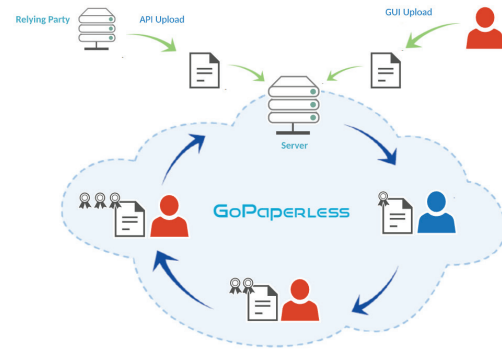 Relying Party
API Upload
GUI Upload
Server
GoPaperless